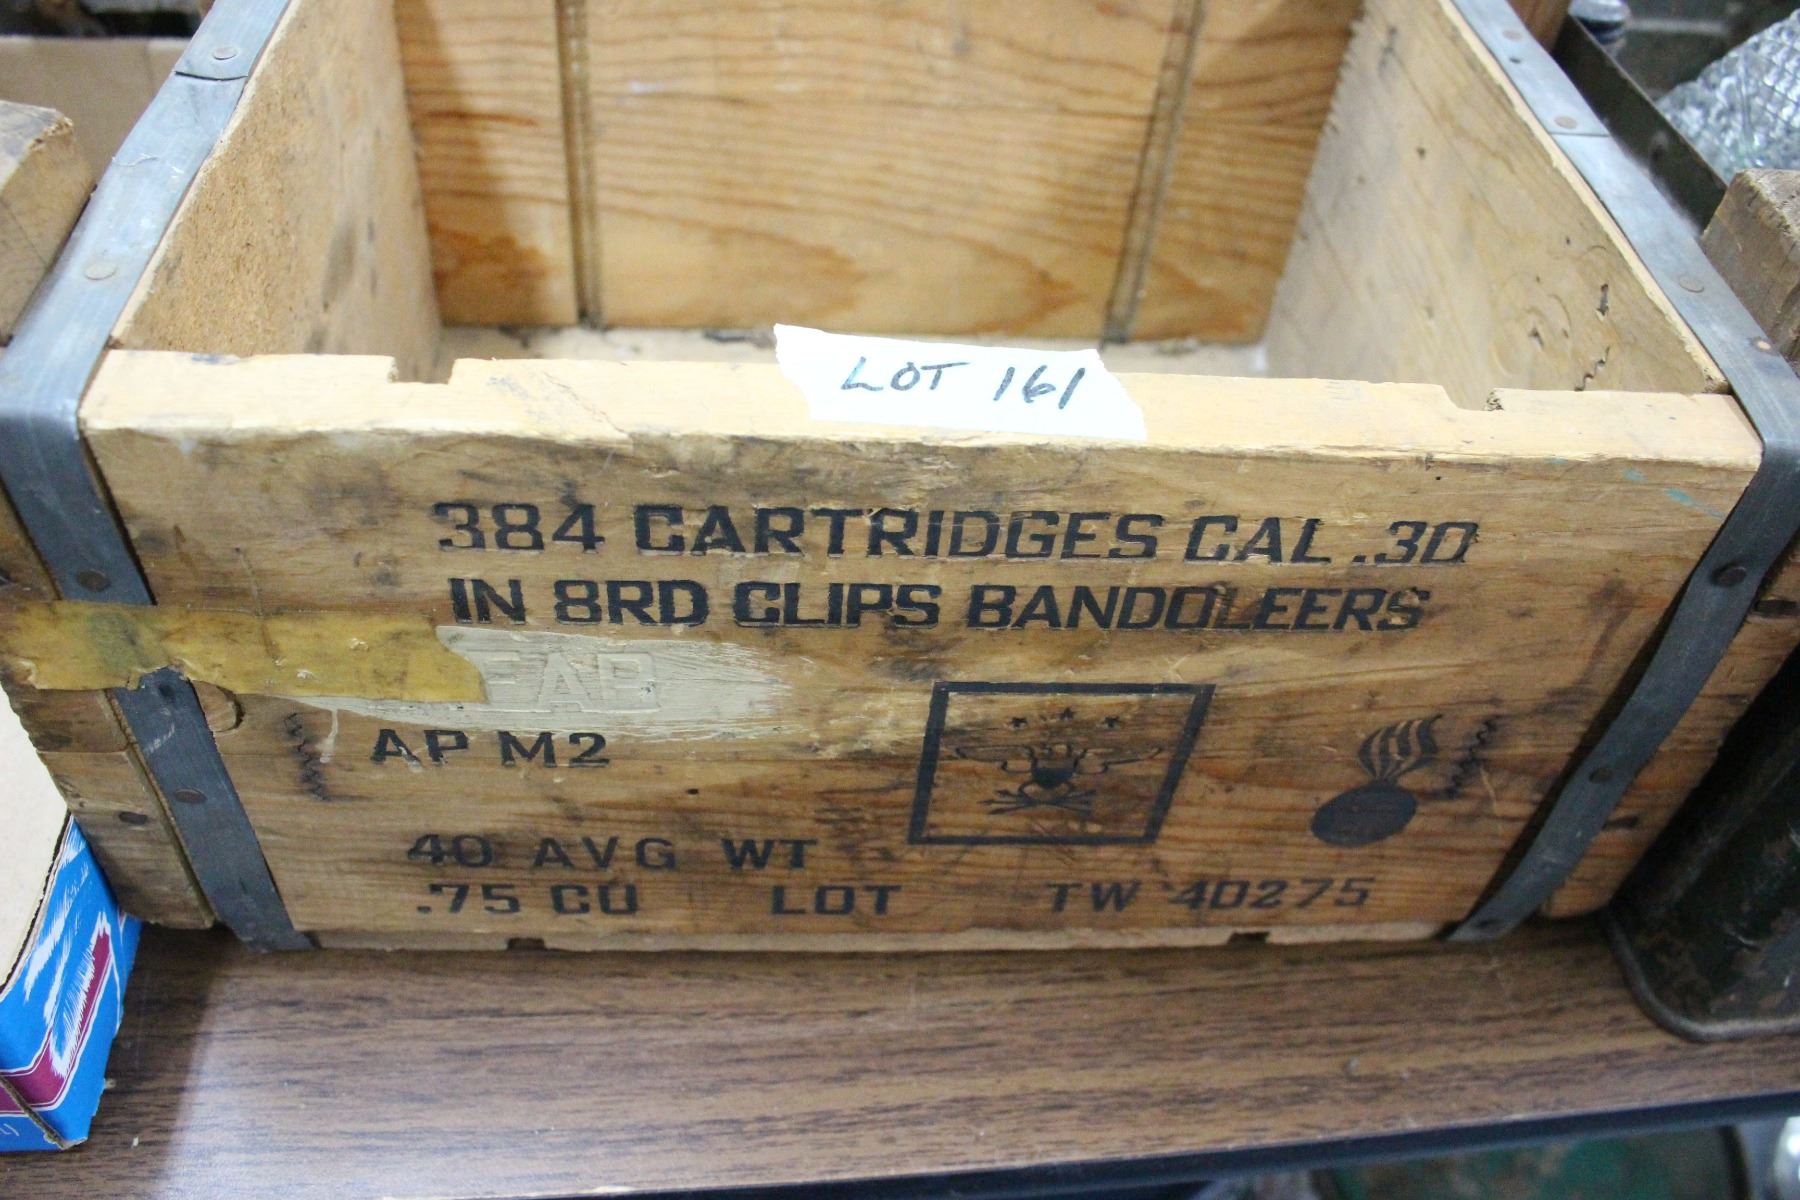 LOT 161
384 CARTRIDGES CAL .30
IN 8RD CLIPS BANDOLEERS
AP M2
40 AVG WT
.75 CU LOT TW 40275